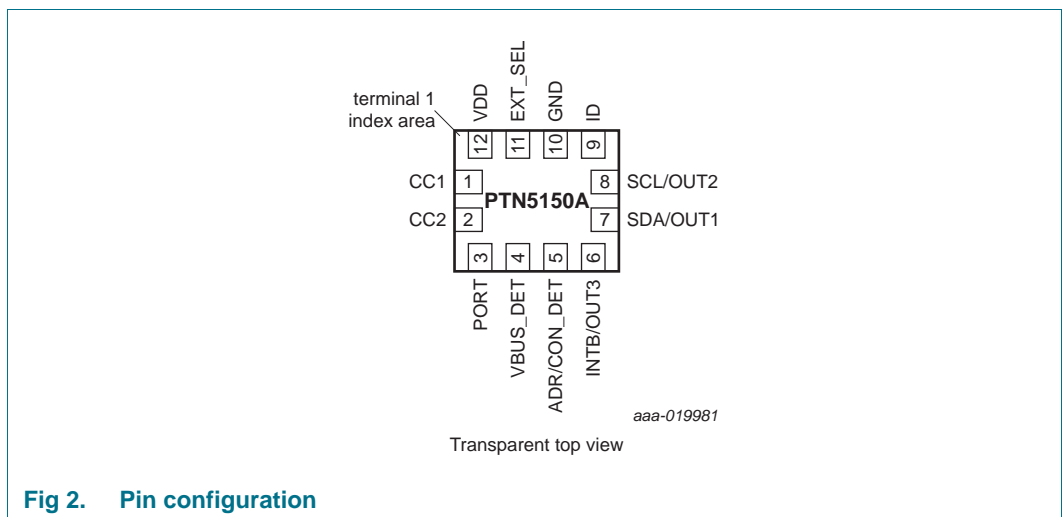 terminal 1
index area
VDD
EXT_SEL
GND
ID
12
11
10
9
CC1
1
8
SCL/OUT2
PTN5150A
CC2
2
7
SDA/OUT1
3
4
5
6
PORT
VBUS_DET
ADR/CON_DET
INTB/OUT3
aaa-019981
Transparent top view
Fig 2. Pin configuration